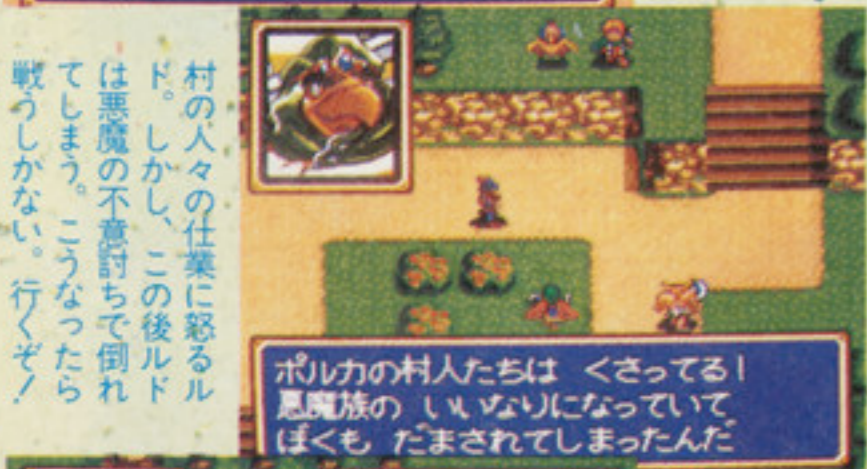 村の人々の仕業に怒るル
ド。しかし、この後ルド
は悪魔の不意討ちで倒れ
てしまう。こうなったら
戦うしかない。行くぞ!
ポルカの村人たちは くさってる!
悪魔族の いいなりになっていて
ぼくも だまされてしまったんだ